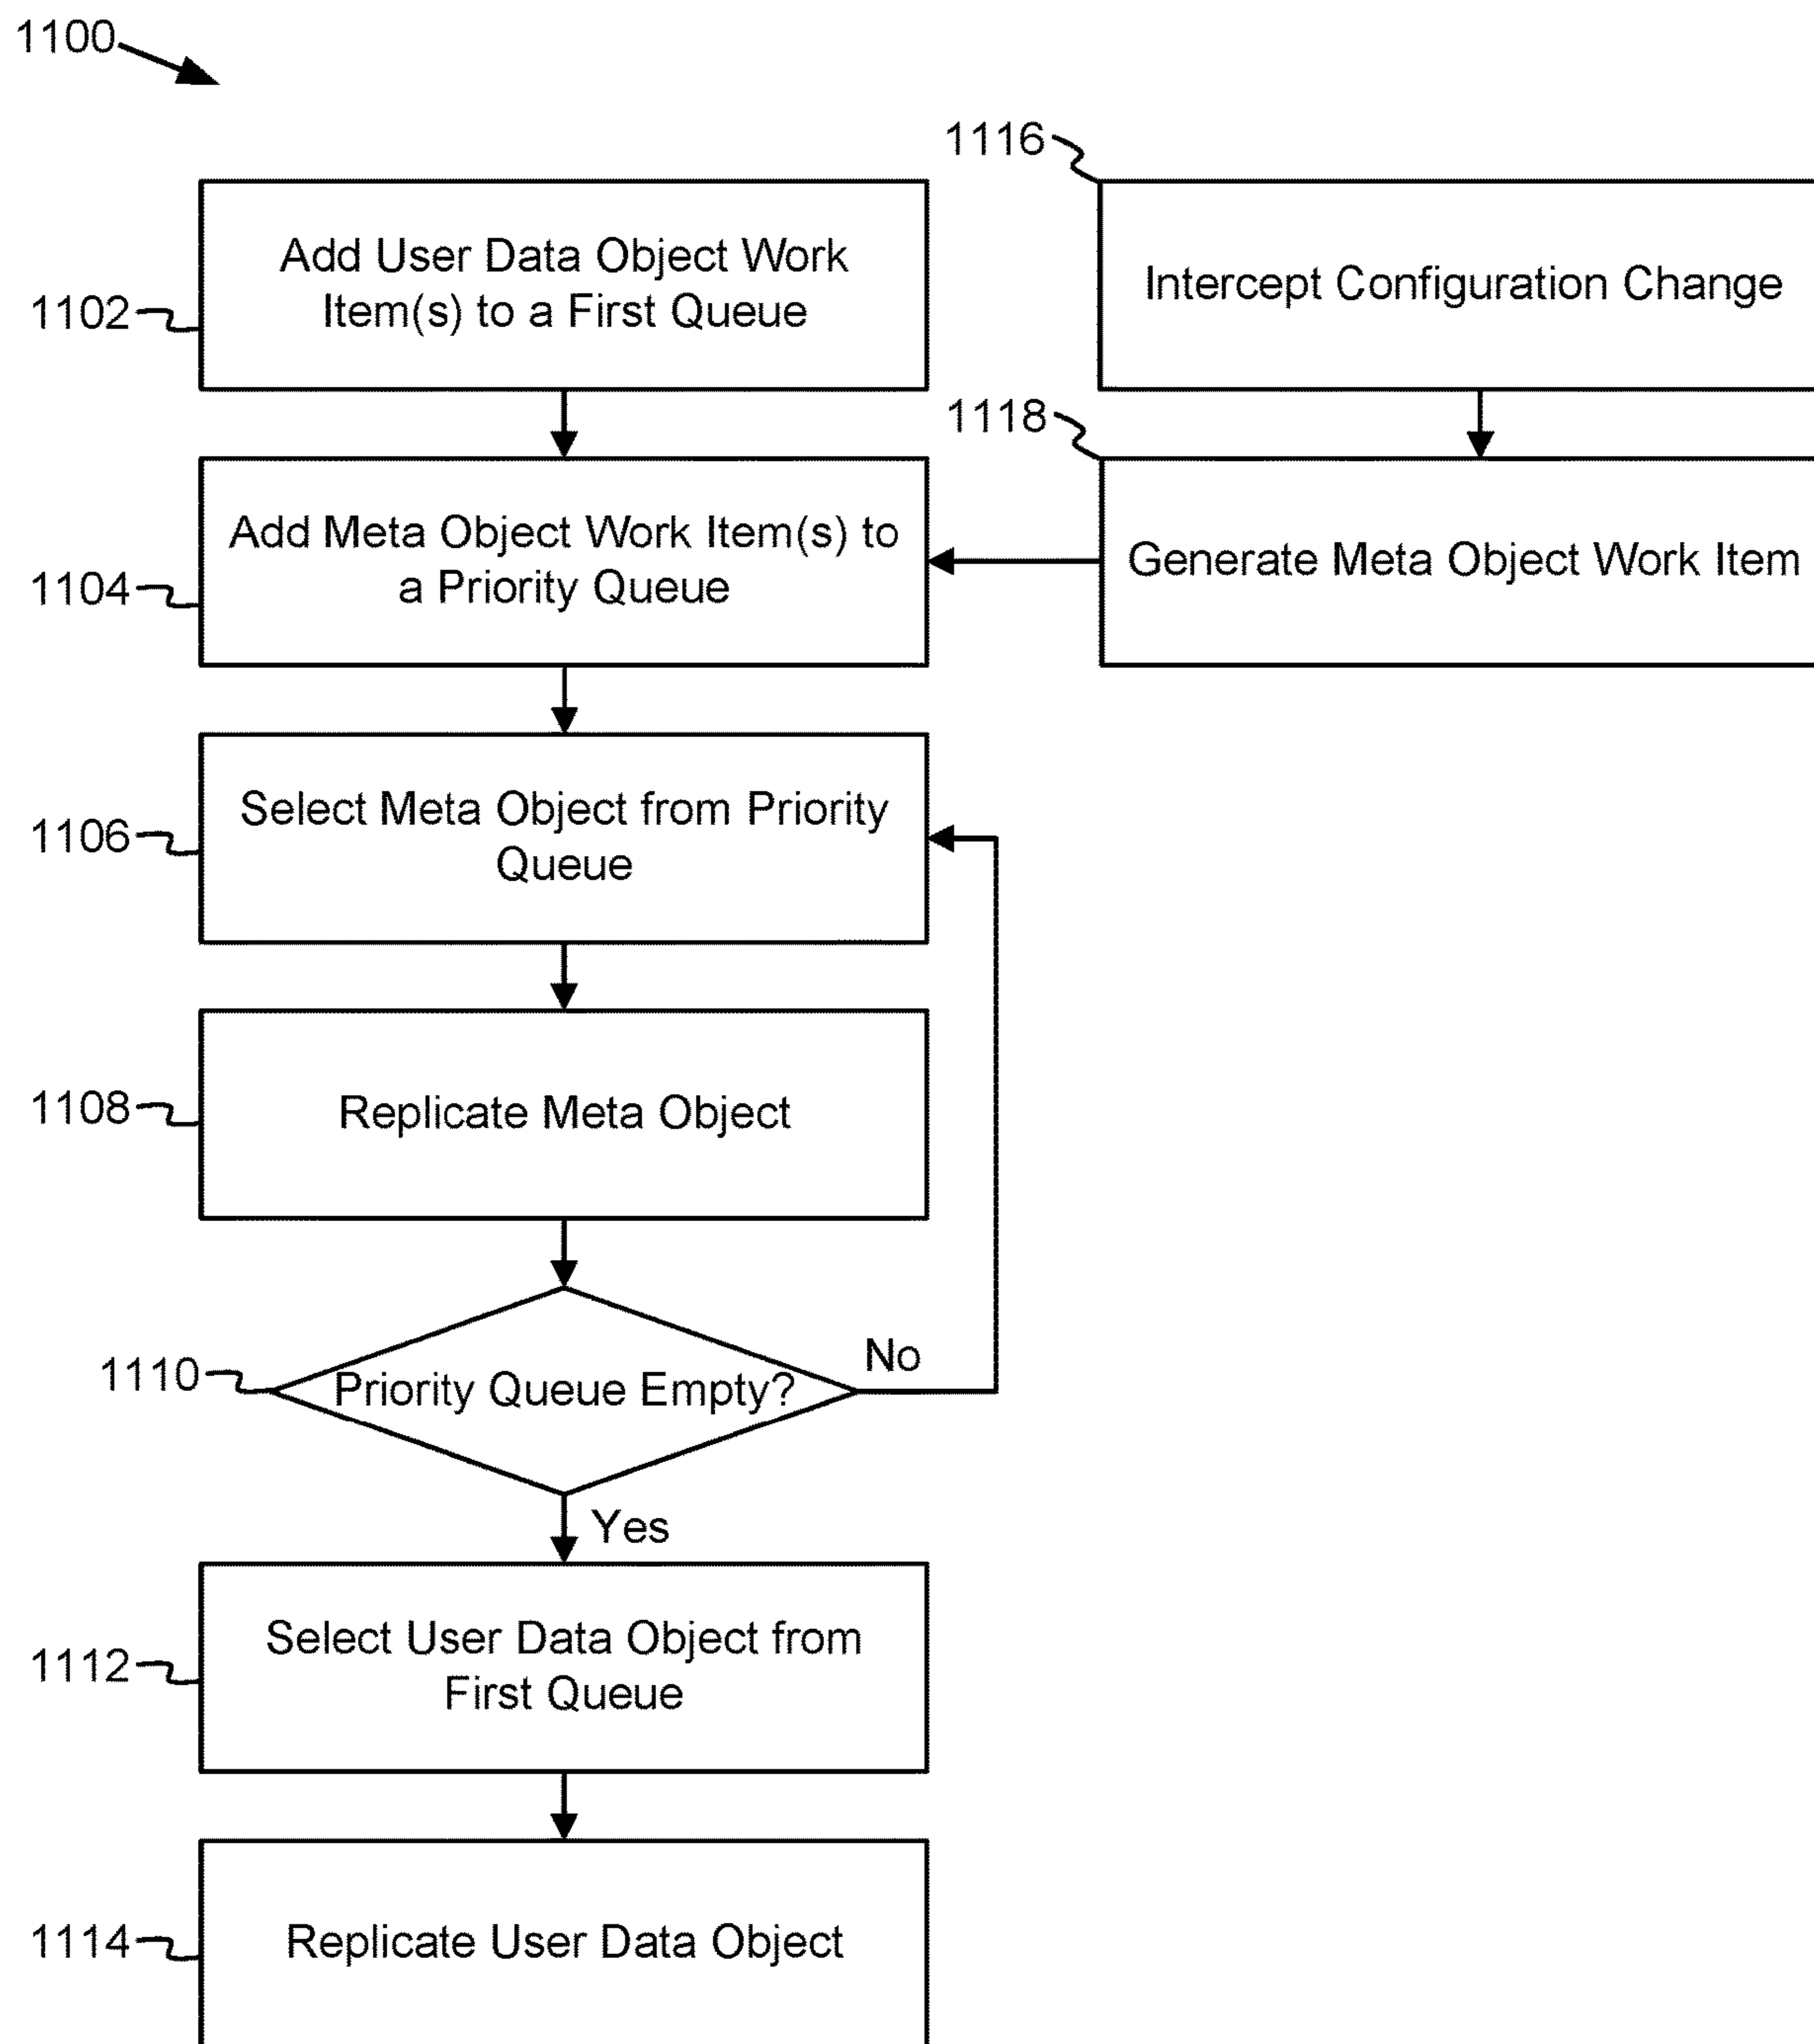 1100
1116
Add User Data Object Work
Item(s) to a First Queue
1102
Intercept Configuration Change
1118
Add Meta Object Work Item(s) to
a Priority Queue
1104
Generate Meta Object Work Item
Select Meta Object from Priority
Queue
1106
Replicate Meta Object
1108
No
Priority Queue Empty?
1110
Yes
Select User Data Object from
First Queue
1112
Replicate User Data Object
1114